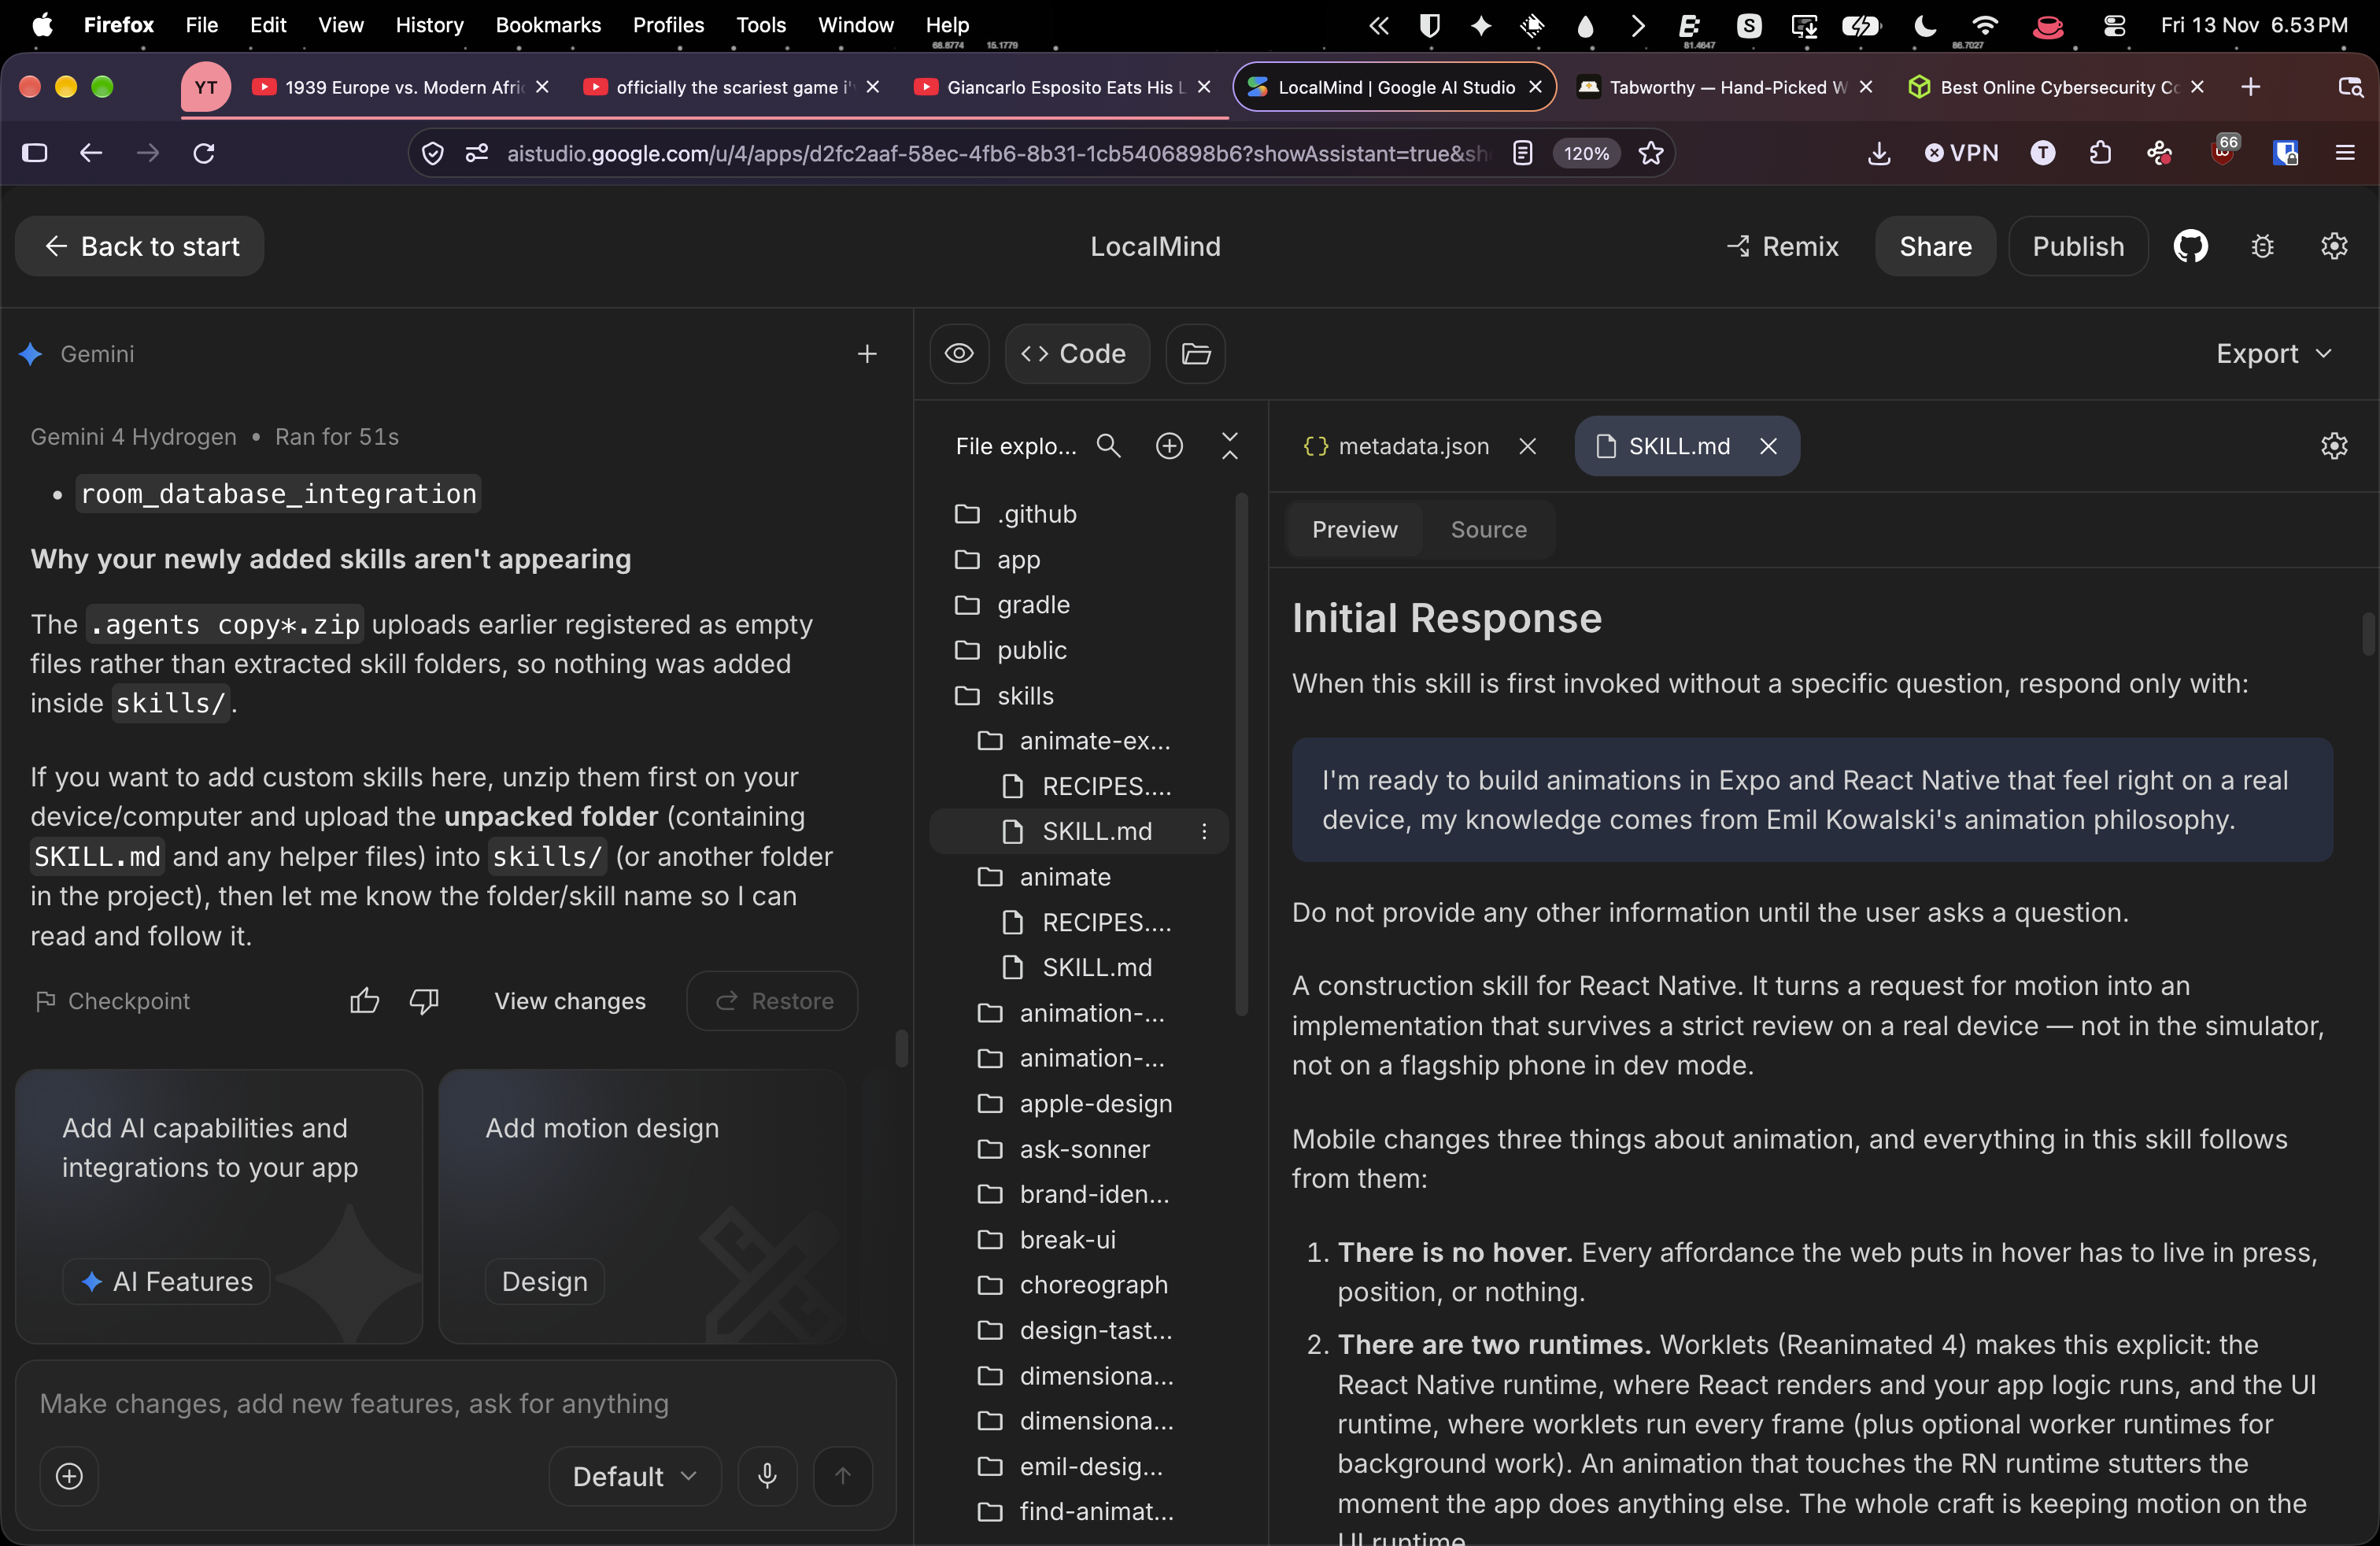 Firefox File Edit View History Bookmarks Profiles Tools Window Help
68.8774 15.1779 81.4647 86.7027
Fri 13 Nov 6.53 PM
YT
1939 Europe vs. Modern Afri
officially the scariest game i'
Giancarlo Esposito Eats His L
LocalMind | Google AI Studio
Tabworthy — Hand-Picked W
Best Online Cybersecurity Co
aistudio.google.com/u/4/apps/d2fc2aaf-58ec-4fb6-8b31-1cb5406898b6?showAssistant=true&sh
120%
VPN
T
66
Back to start
LocalMind
Remix
Share
Publish
Gemini
Code
Export
Gemini 4 Hydrogen • Ran for 51s
• room_database_integration
Why your newly added skills aren't appearing
The .agents copy*.zip uploads earlier registered as empty
files rather than extracted skill folders, so nothing was added
inside skills/.
If you want to add custom skills here, unzip them first on your
device/computer and upload the unpacked folder (containing
SKILL.md and any helper files) into skills/ (or another folder
in the project), then let me know the folder/skill name so I can
read and follow it.
Checkpoint
View changes
Restore
Add AI capabilities and
integrations to your app
AI Features
Add motion design
Design
Make changes, add new features, ask for anything
Default
File explo...
.github
app
gradle
public
skills
animate-ex...
RECIPES....
SKILL.md
animate
RECIPES....
SKILL.md
animation-...
animation-...
apple-design
ask-sonner
brand-iden...
break-ui
choreograph
design-tast...
dimensiona...
dimensiona...
emil-desig...
find-animat...
{} metadata.json
SKILL.md
Preview
Source
Initial Response
When this skill is first invoked without a specific question, respond only with:
I'm ready to build animations in Expo and React Native that feel right on a real
device, my knowledge comes from Emil Kowalski's animation philosophy.
Do not provide any other information until the user asks a question.
A construction skill for React Native. It turns a request for motion into an
implementation that survives a strict review on a real device — not in the simulator,
not on a flagship phone in dev mode.
Mobile changes three things about animation, and everything in this skill follows
from them:
1. There is no hover. Every affordance the web puts in hover has to live in press,
position, or nothing.
2. There are two runtimes. Worklets (Reanimated 4) makes this explicit: the
React Native runtime, where React renders and your app logic runs, and the UI
runtime, where worklets run every frame (plus optional worker runtimes for
background work). An animation that touches the RN runtime stutters the
moment the app does anything else. The whole craft is keeping motion on the
UI runtime.